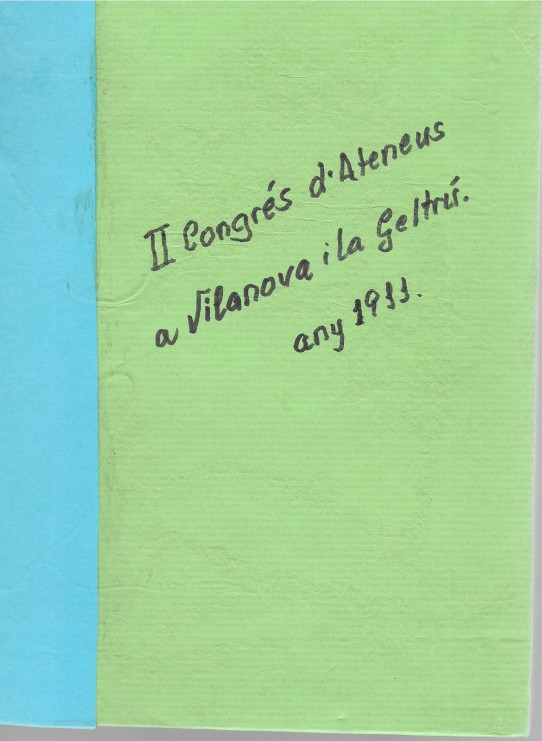 II Congrés d'Ateneus
a Vilanova i la Geltrú.
any 1911.